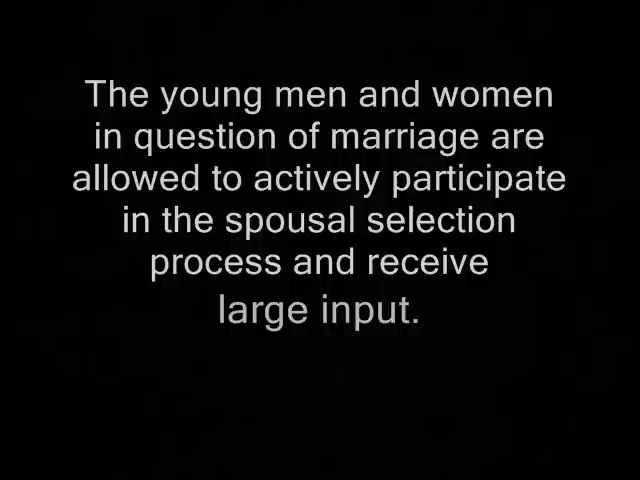 The young men and women
in question of marriage are
allowed to actively participate
in the spousal selection
process and receive
large input.